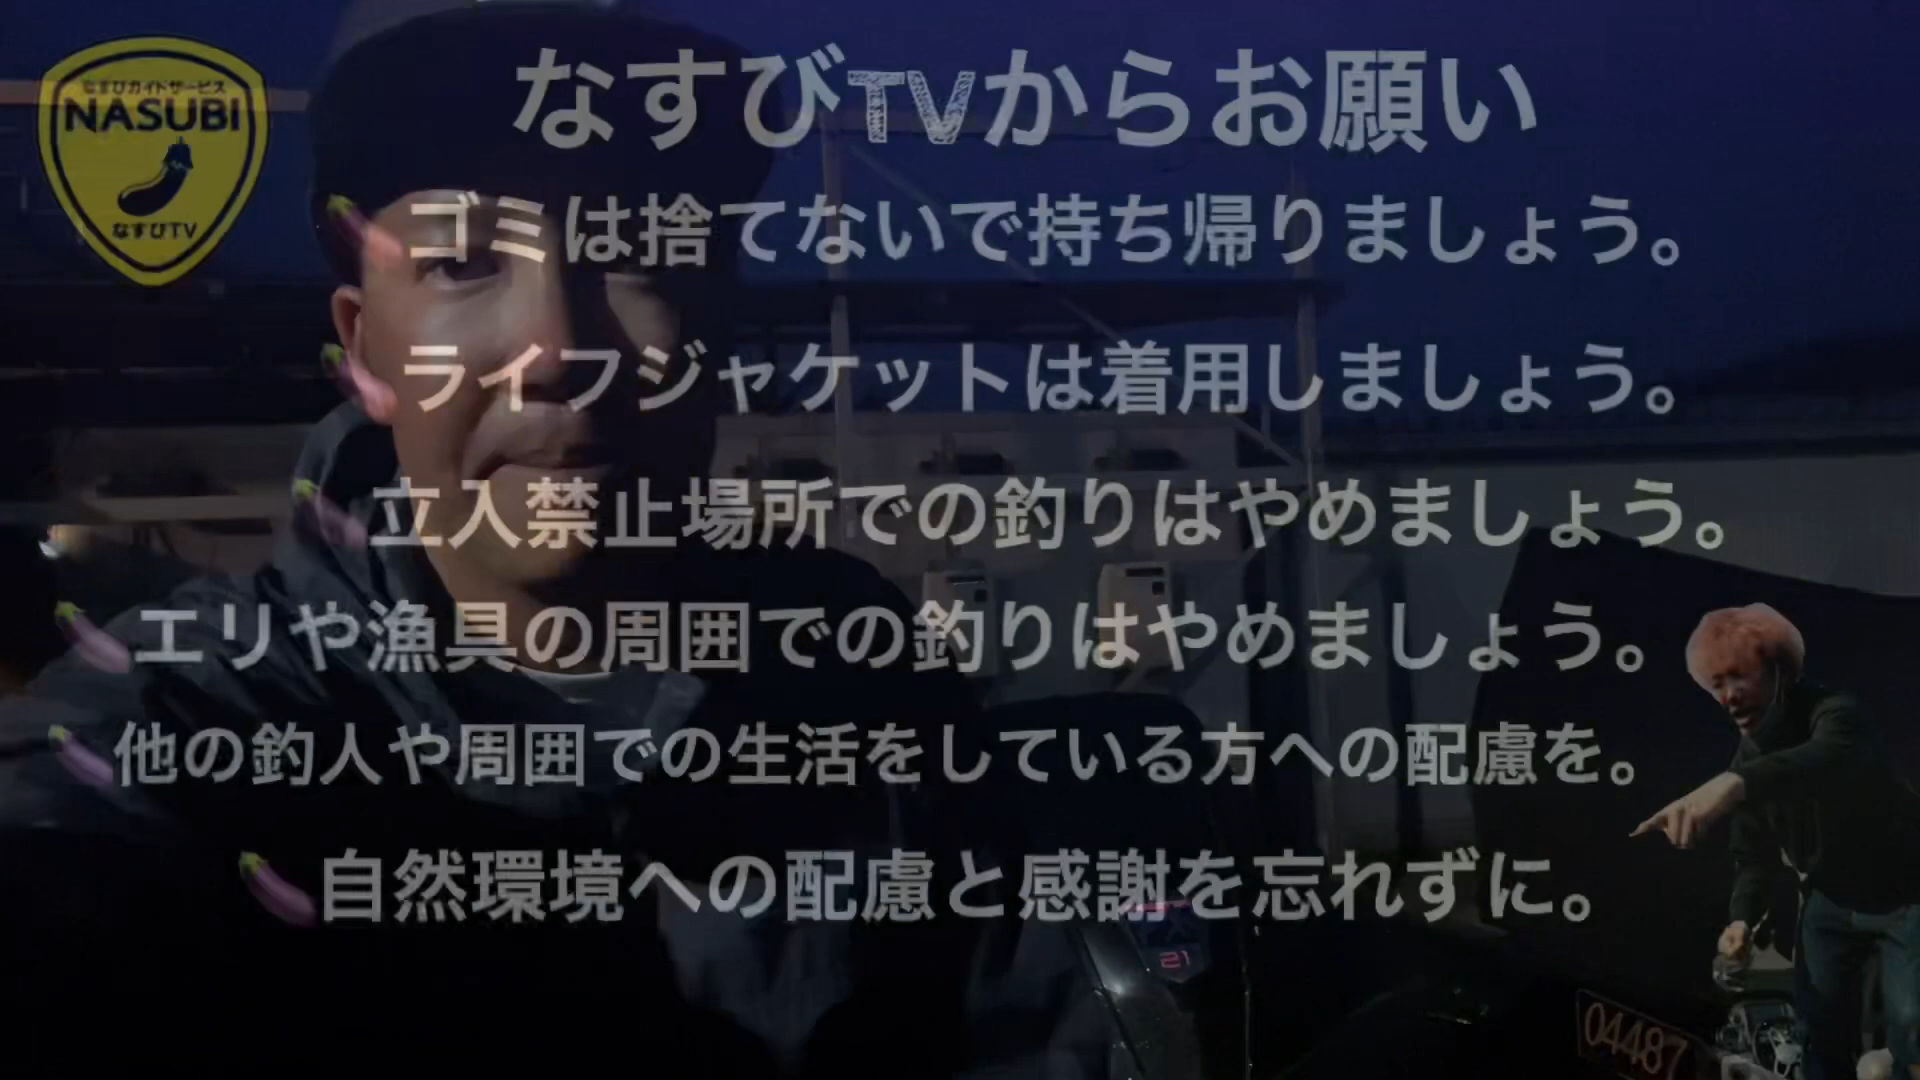 なすびガイドサービス
NASUBI
なすびTV
なすびTVからお願い
ゴミは捨てないで持ち帰りましょう。
ライフジャケットは着用しましょう。
立入禁止場所での釣りはやめましょう。
エリや漁具の周囲での釣りはやめましょう。
他の釣人や周囲での生活をしている方への配慮を。
自然環境への配慮と感謝を忘れずに。
21
04487